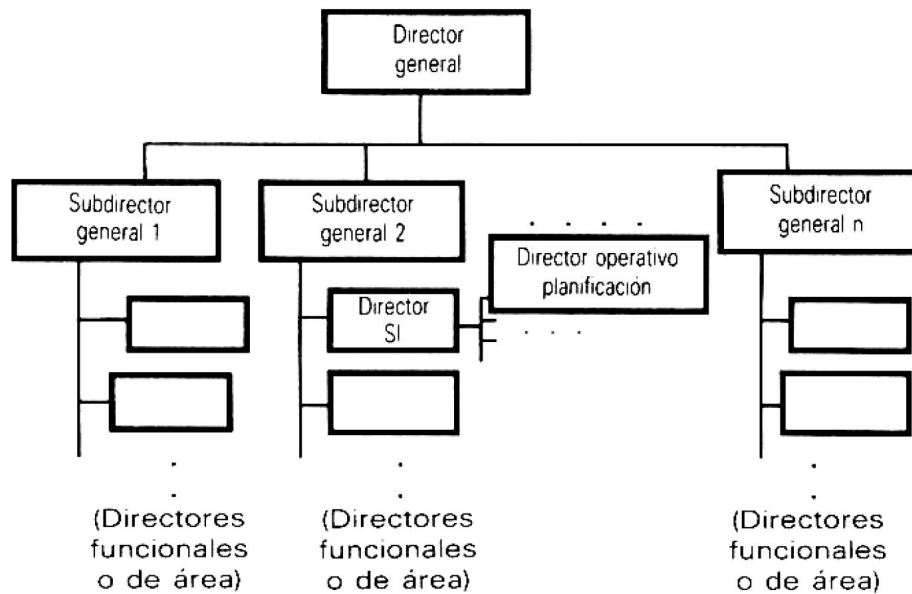 Director
general
Subdirector
general 1
Subdirector
general 2
Subdirector
general n
Director operativo
planificación
Director
SI
(Directores
funcionales
o de área)
(Directores
funcionales
o de área)
(Directores
funcionales
o de área)